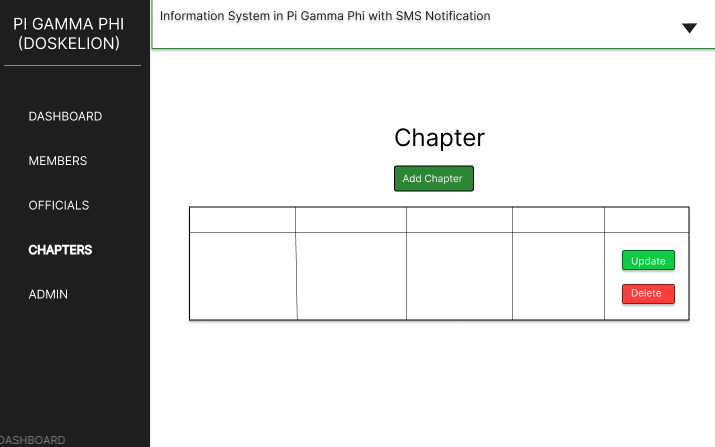 PI GAMMA PHI
(DOSKELION)
Information System in Pi Gamma Phi with SMS Notification
DASHBOARD
MEMBERS
OFFICIALS
CHAPTERS
ADMIN
Chapter
Add Chapter
Update
Delete
DASHBOARD